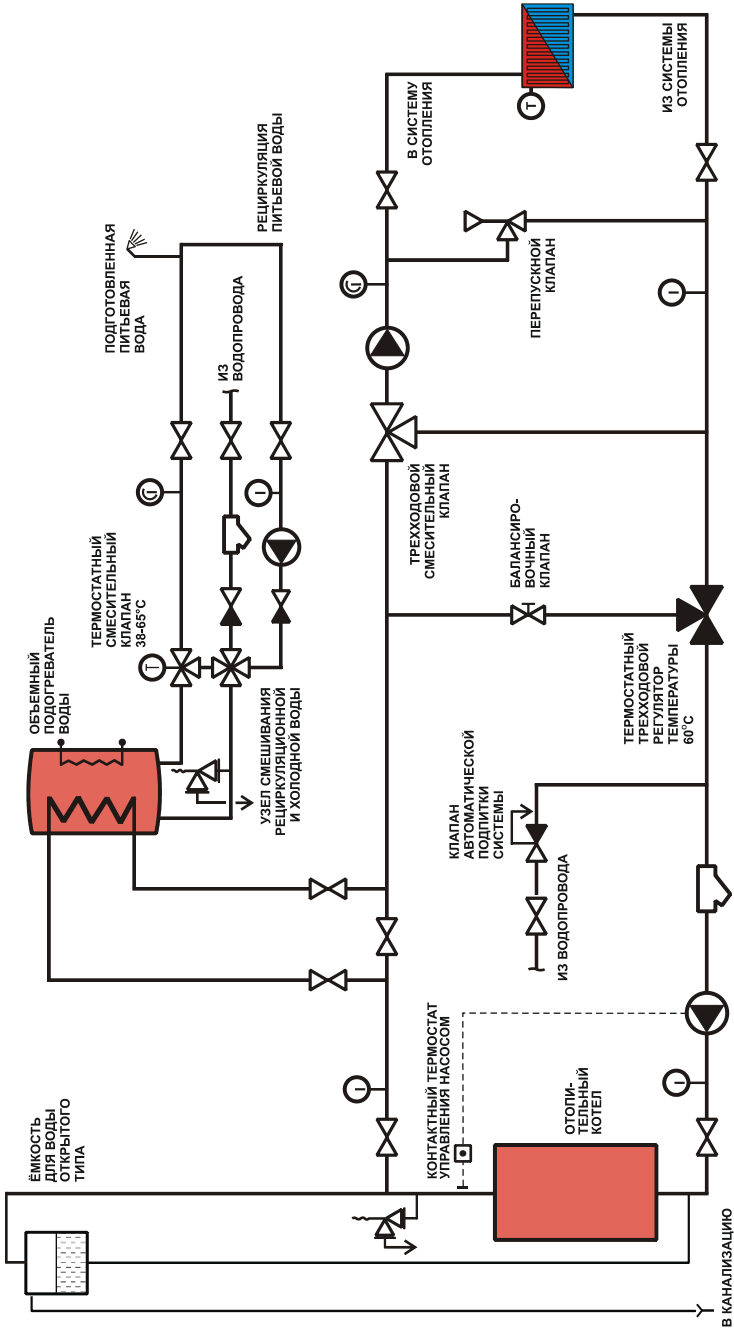 ЁМКОСТЬ
ДЛЯ ВОДЫ
ОТКРЫТОГО
ТИПА
ОБЪЕМНЫЙ
ПОДОГРЕВАТЕЛЬ
ВОДЫ
ТЕРМОСТАТНЫЙ
СМЕСИТЕЛЬНЫЙ
КЛАПАН
38-65°С
ПОДГОТОВЛЕННАЯ
ПИТЬЕВАЯ
ВОДА
ИЗ
ВОДОПРОВОДА
РЕЦИРКУЛЯЦИЯ
ПИТЬЕВОЙ ВОДЫ
УЗЕЛ СМЕШИВАНИЯ
РЕЦИРКУЛЯЦИОННОЙ
И ХОЛОДНОЙ ВОДЫ
T
В СИСТЕМУ
ОТОПЛЕНИЯ
T
ИЗ СИСТЕМЫ
ОТОПЛЕНИЯ
ПЕРЕПУСКНОЙ
КЛАПАН
ТРЕХХОДОВОЙ
СМЕСИТЕЛЬНЫЙ
КЛАПАН
БАЛАНСИРО-
ВОЧНЫЙ
КЛАПАН
ТЕРМОСТАТНЫЙ
ТРЕХХОДОВОЙ
РЕГУЛЯТОР
ТЕМПЕРАТУРЫ
60°С
КЛАПАН
АВТОМАТИЧЕСКОЙ
ПОДПИТКИ
СИСТЕМЫ
ИЗ ВОДОПРОВОДА
КОНТАКТНЫЙ ТЕРМОСТАТ
УПРАВЛЕНИЯ НАСОСОМ
ОТОПИ-
ТЕЛЬНЫЙ
КОТЕЛ
В КАНАЛИЗАЦИЮ